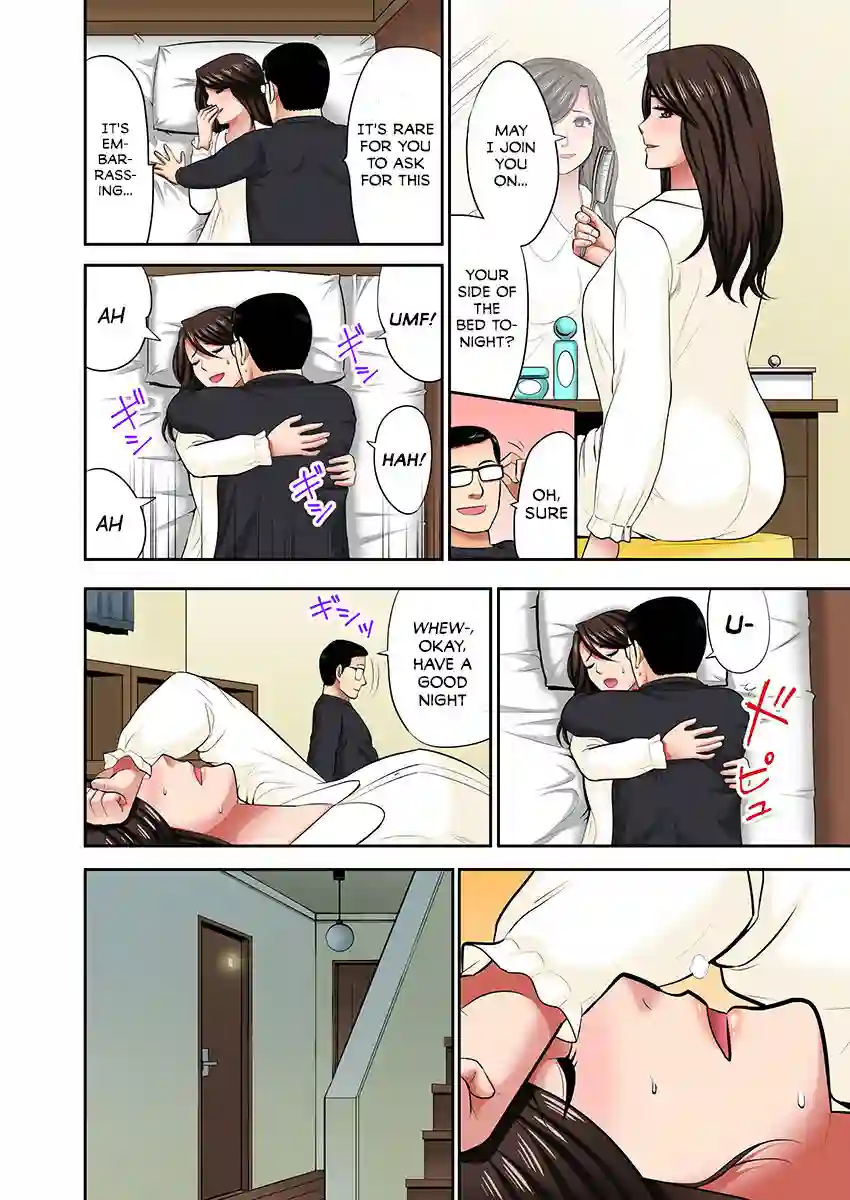 MAY
I JOIN
YOU
ON...
YOUR
SIDE OF
THE
BED TO-
NIGHT?
OH,
SURE
IT'S RARE
FOR YOU
TO ASK
FOR THIS
IT'S
EM-
BAR-
RASS-
ING...
UMF!
AH
HAH!
AH
ギシ
ギシ
ギシ
U-
ドピュ
WHEW-,
OKAY,
HAVE A
GOOD
NIGHT
ギシッ